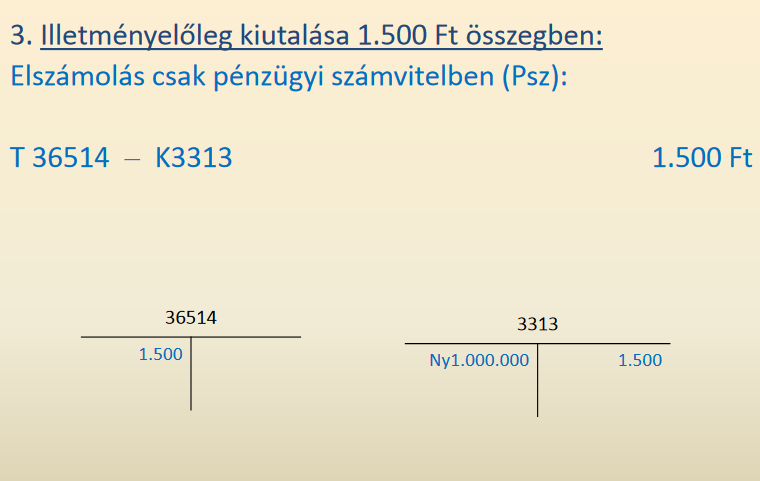 3. Illetményelőleg kiutalása 1.500 Ft összegben:
Elszámolás csak pénzügyi számvitelben (Psz):
T 36514 – K3313 1.500 Ft
36514
1.500
3313
Ny1.000.000 1.500